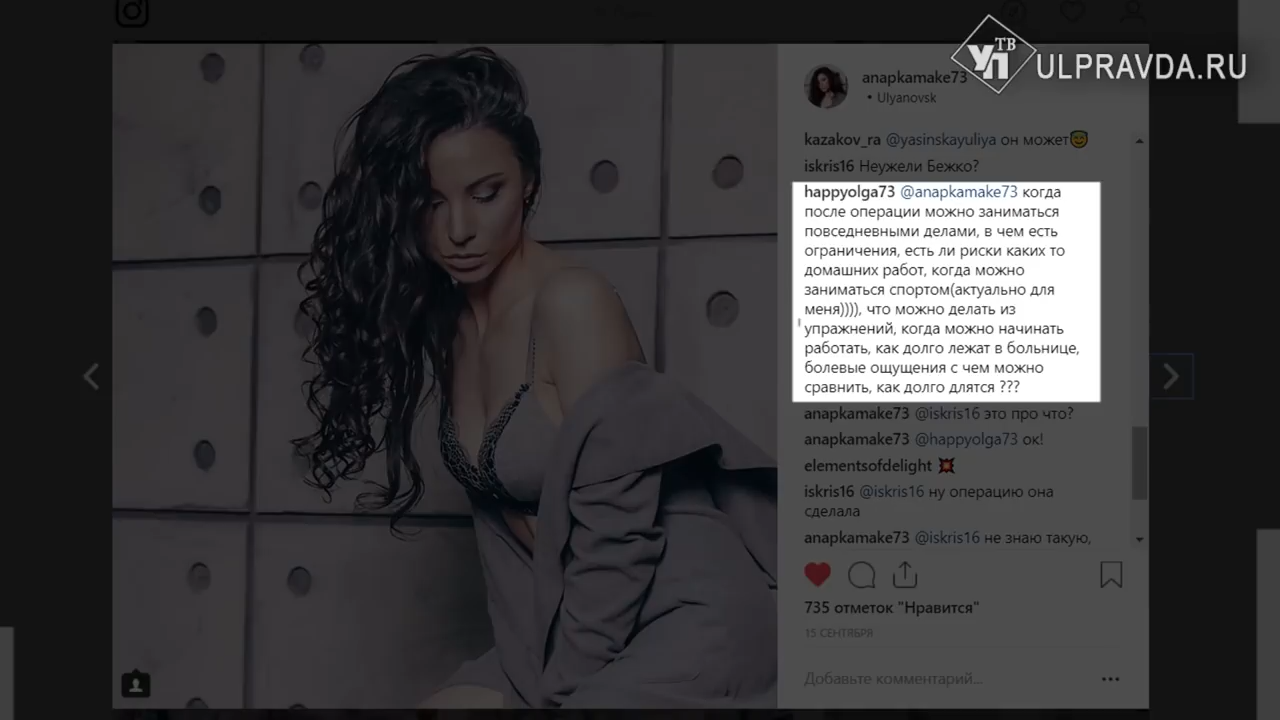 УП ТВ
ULPRAVDA.RU
anapkamake73
• Ulyanovsk
kazakov_ra @yasinskayuliya он может😇
iskris16 Неужели Бежко?
happyolga73 @anapkamake73 когда
после операции можно заниматься
повседневными делами, в чем есть
ограничения, есть ли риски каких то
домашних работ, когда можно
заниматься спортом(актуально для
меня)))), что можно делать из
упражнений, когда можно начинать
работать, как долго лежат в больнице,
болевые ощущения с чем можно
сравнить, как долго длятся ???
anapkamake73 @iskris16 это про что?
anapkamake73 @happyolga73 ок!
elementsofdelight 💥
iskris16 @iskris16 ну операцию она
сделала
anapkamake73 @iskris16 не знаю такую,
735 отметок "Нравится"
15 СЕНТЯБРЯ
Добавьте комментарий...